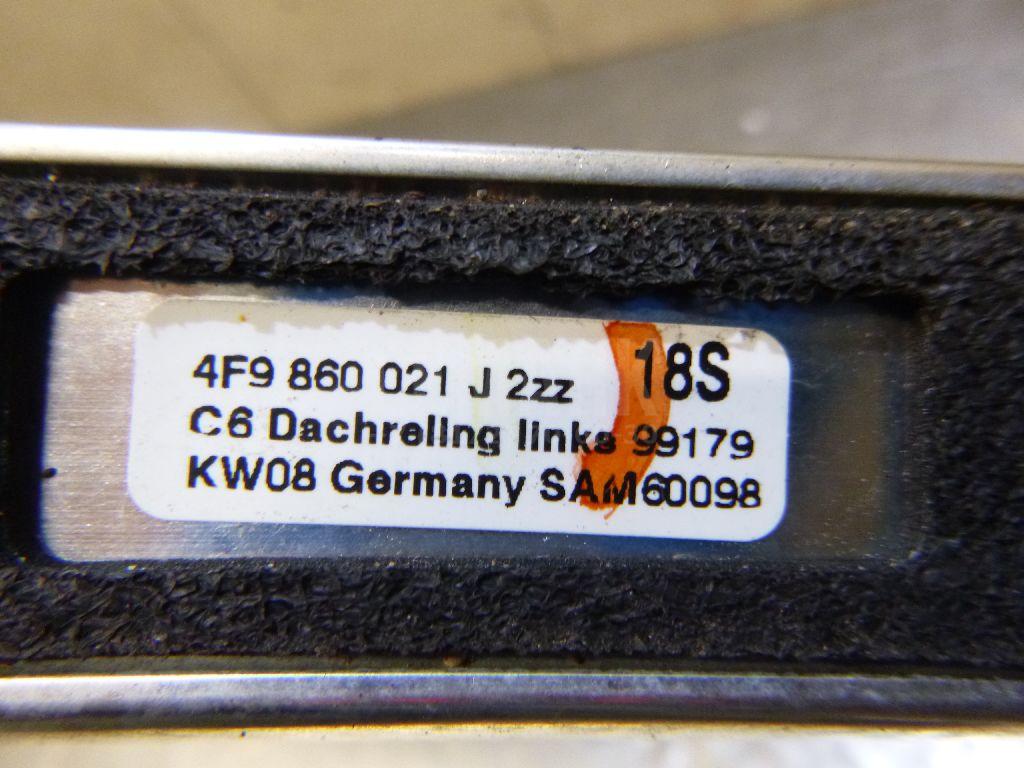 4F9 860 021 J 2zz 18S
C6 Dachreling links 99179
KW08 Germany SAM60098